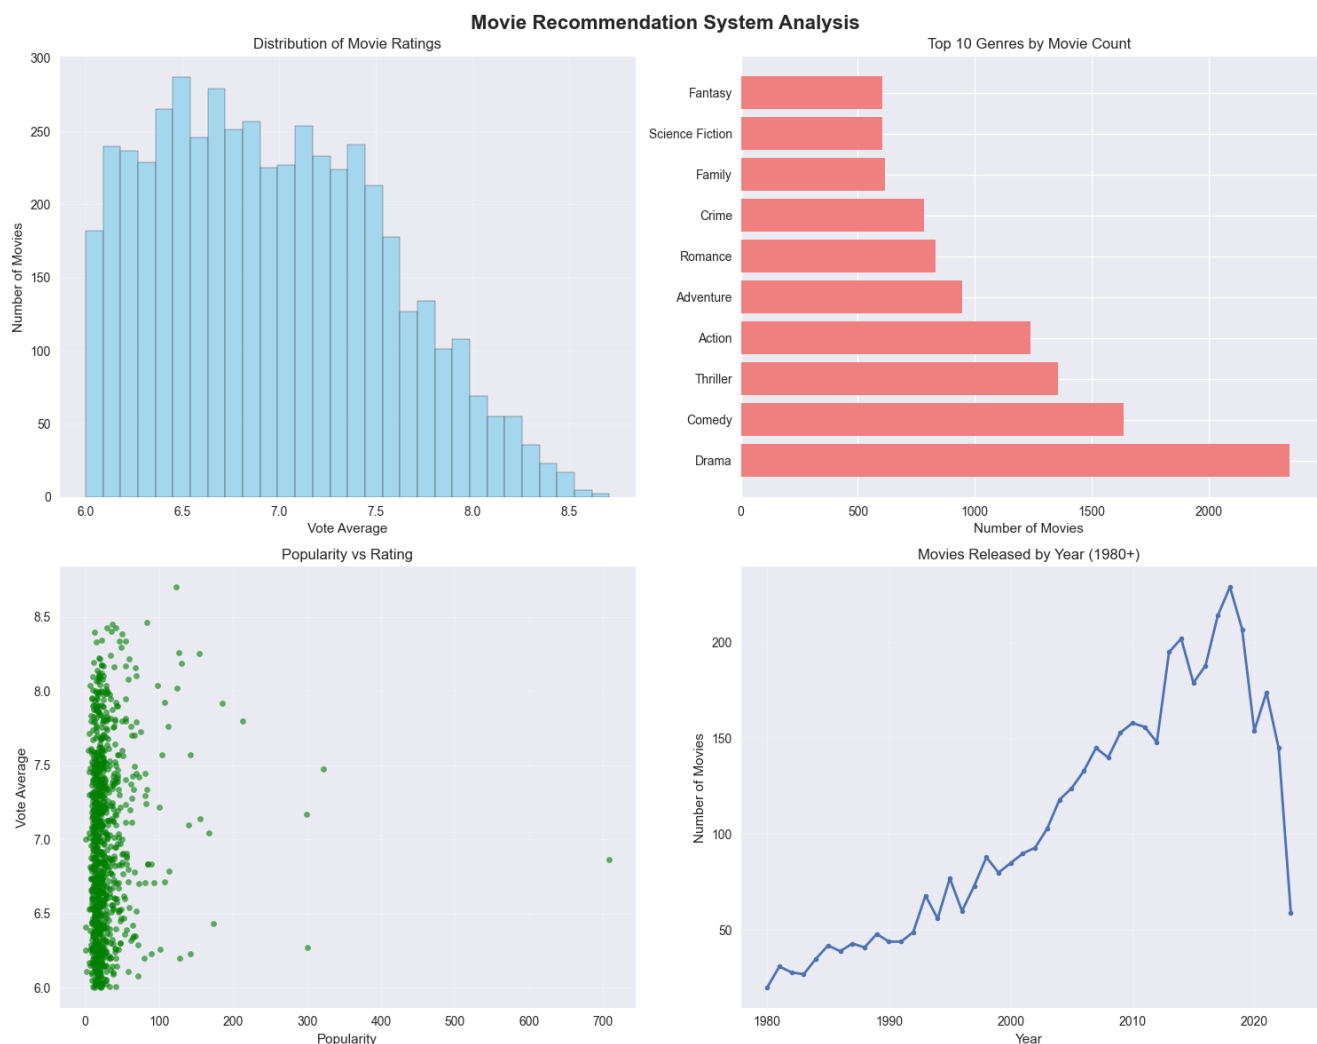 Movie Recommendation System Analysis
Distribution of Movie Ratings
300
250
200
150
100
50
0
Number of Movies
6.0 6.5 7.0 7.5 8.0 8.5
Vote Average
Top 10 Genres by Movie Count
Fantasy
Science Fiction
Family
Crime
Romance
Adventure
Action
Thriller
Comedy
Drama
0 500 1000 1500 2000
Number of Movies
Popularity vs Rating
8.5
8.0
7.5
7.0
6.5
6.0
Vote Average
0 100 200 300 400 500 600 700
Popularity
Movies Released by Year (1980+)
200
150
100
50
Number of Movies
1980 1990 2000 2010 2020
Year